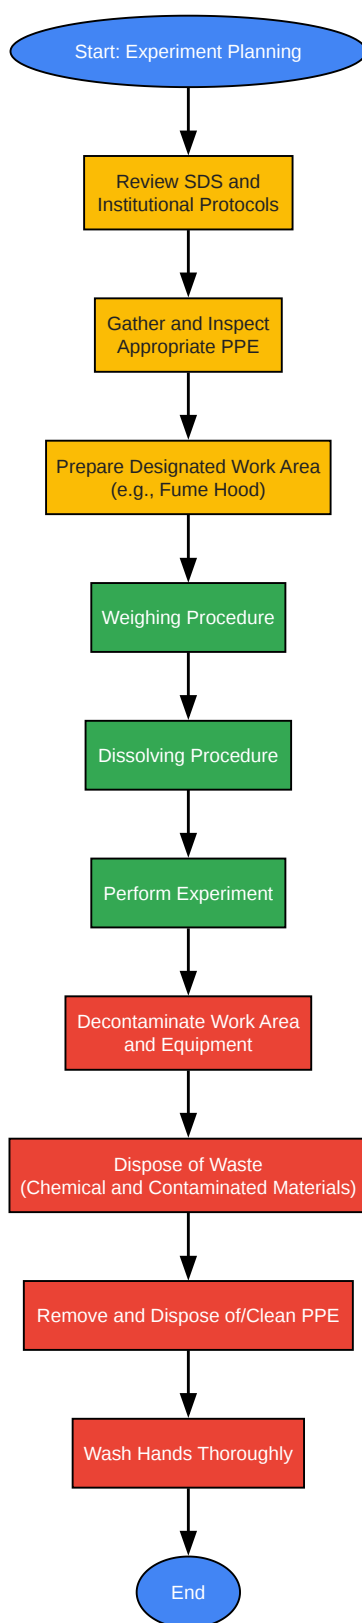 Start: Experiment Planning
Review SDS and
Institutional Protocols
Gather and Inspect
Appropriate PPE
Prepare Designated Work Area
(e.g., Fume Hood)
Weighing Procedure
Dissolving Procedure
Perform Experiment
Decontaminate Work Area
and Equipment
Dispose of Waste
(Chemical and Contaminated Materials)
Remove and Dispose of/Clean PPE
Wash Hands Thoroughly
End